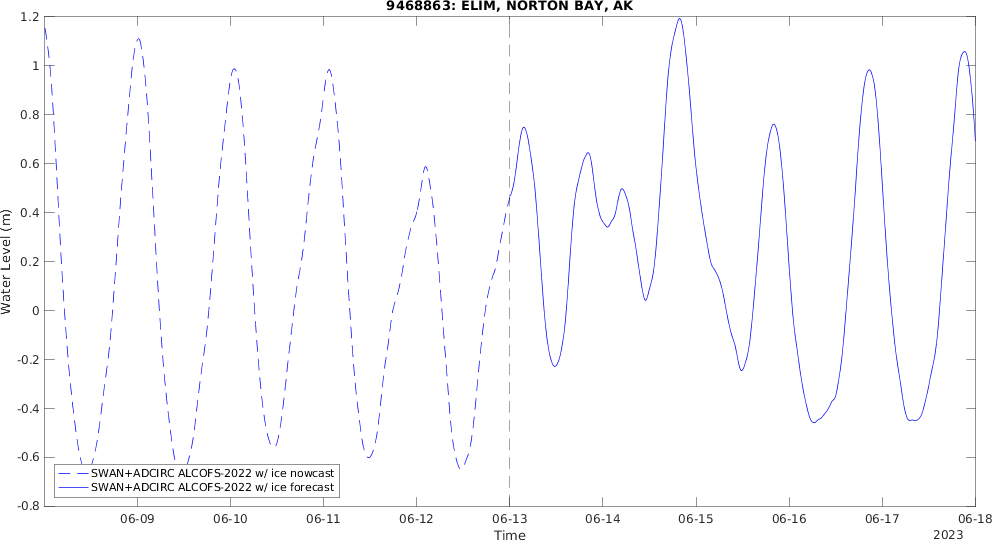 9468863: ELIM, NORTON BAY, AK
1.2
1
0.8
0.6
0.4
0.2
0
-0.2
-0.4
-0.6
-0.8
Water Level (m)
SWAN+ADCIRC ALCOFS-2022 w/ ice nowcast
SWAN+ADCIRC ALCOFS-2022 w/ ice forecast
06-09 06-10 06-11 06-12 06-13 06-14 06-15 06-16 06-17 06-18
Time
2023